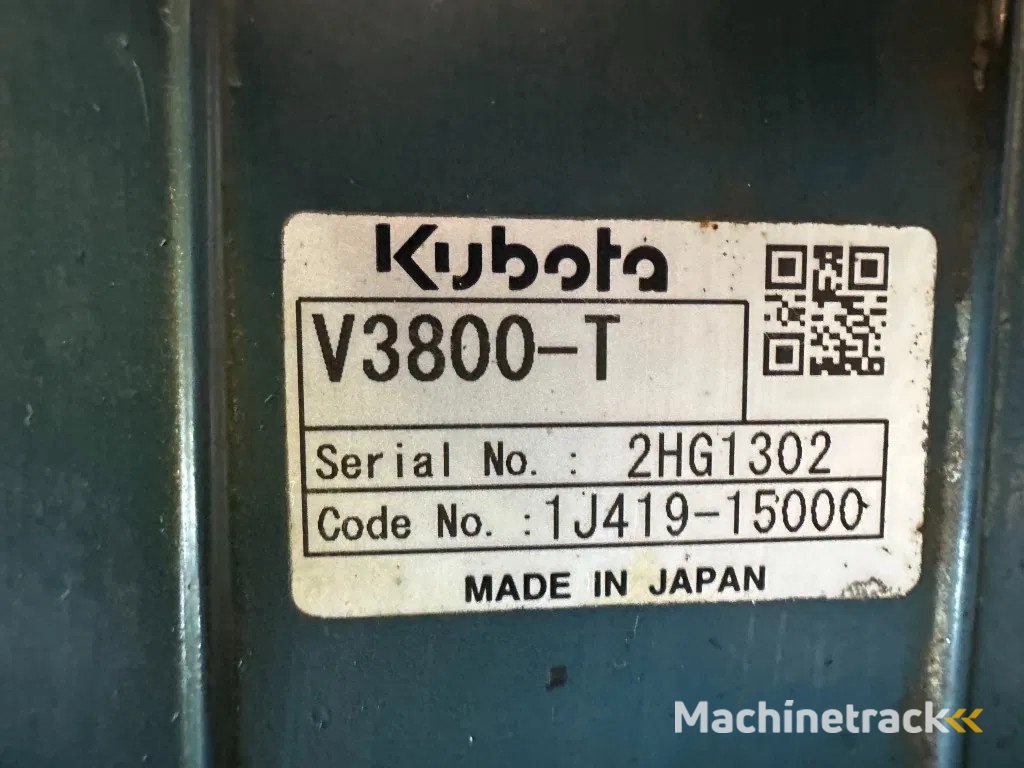 Kubota
V3800-T
Serial No. : 2HG1302
Code No. : 1J419-15000
MADE IN JAPAN
Machinetrack